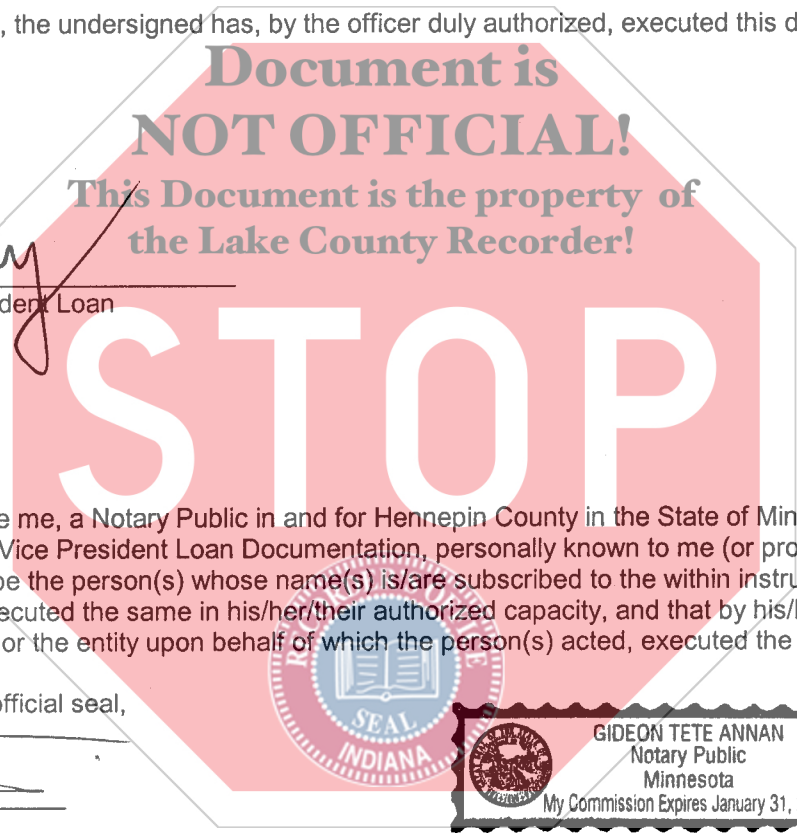 , the undersigned has, by the officer duly authorized, executed this d
Document is
NOT OFFICIAL!
This Document is the property of
the Lake County Recorder!
dent Loan
STOP
e me, a Notary Public in and for Hennepin County in the State of Min
Vice President Loan Documentation, personally known to me (or pro
be the person(s) whose name(s) is/are subscribed to the within instru
ecuted the same in his/her/their authorized capacity, and that by his/
or the entity upon behalf of which the person(s) acted, executed the
official seal,
RECORDER'S OFFICE
SEAL
INDIANA
GIDEON TETE ANNAN
Notary Public
Minnesota
My Commission Expires January 31,